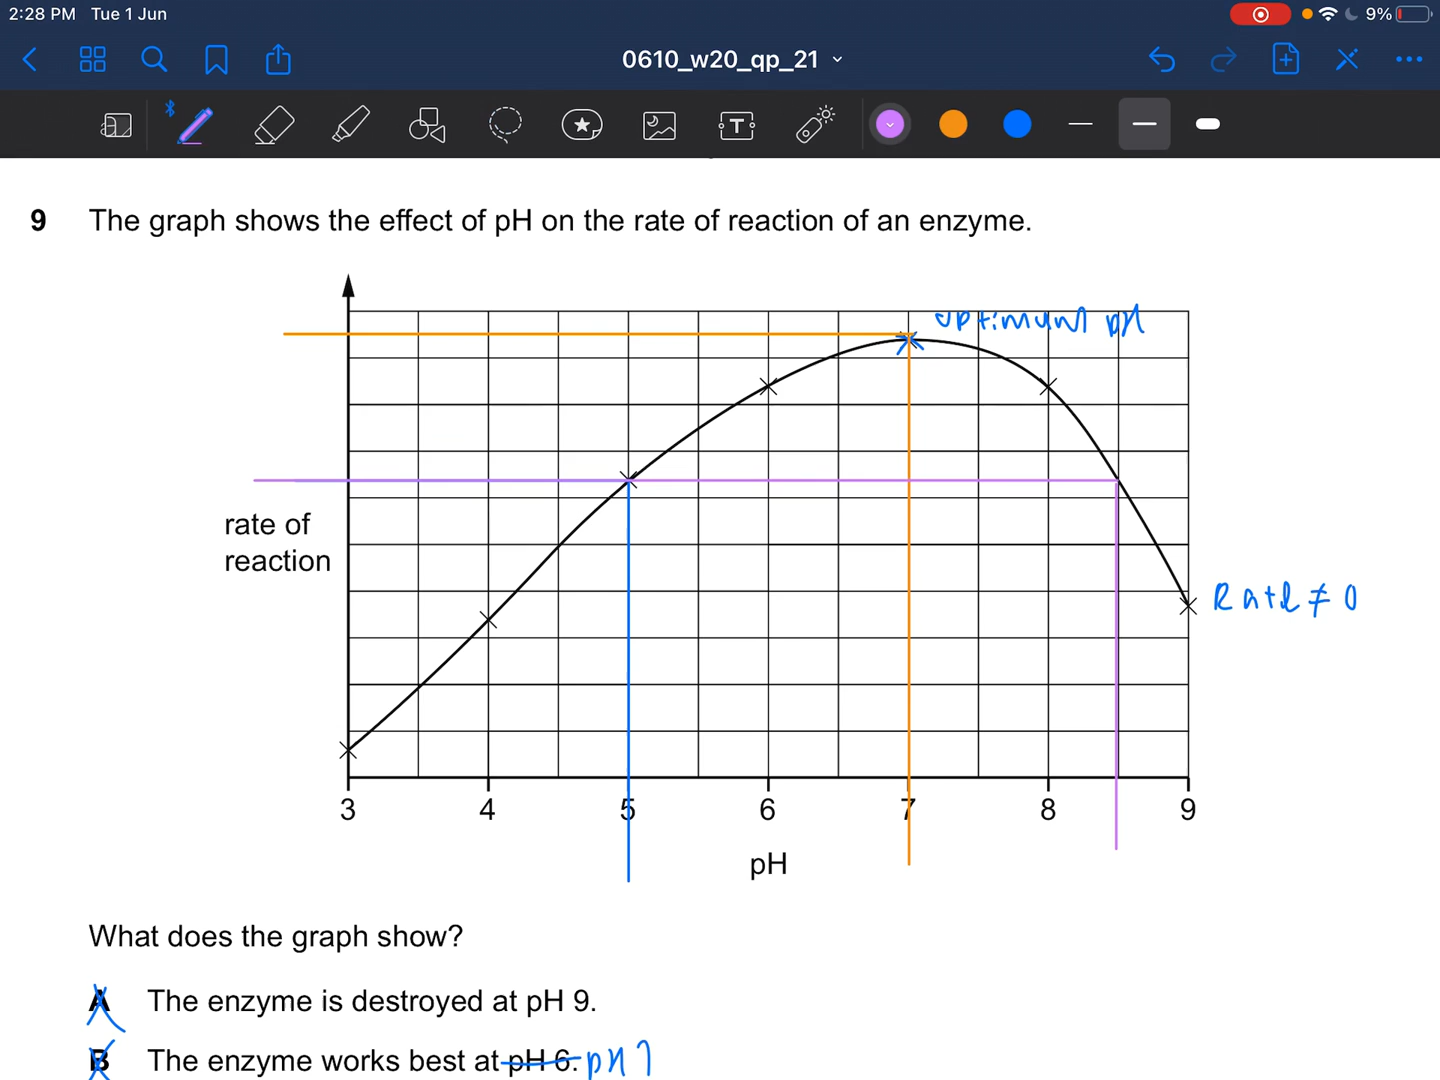 2:28 PM Tue 1 Jun
9%
0610_w20_qp_21
T
9 The graph shows the effect of pH on the rate of reaction of an enzyme.
optimum pH
rate of
reaction
Rate ≠ 0
3 4 5 6 7 8 9
pH
What does the graph show?
A The enzyme is destroyed at pH 9.
B The enzyme works best at pH 6. pH 7